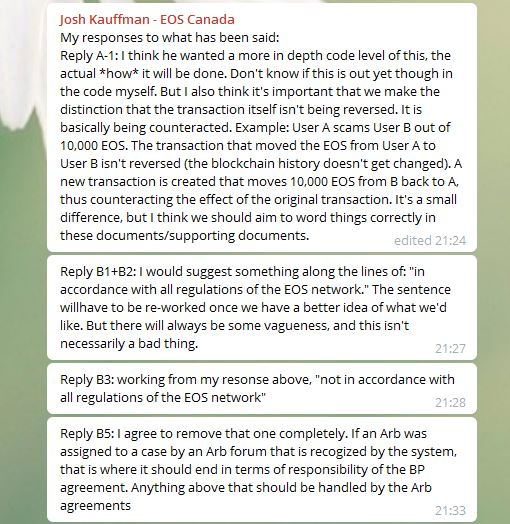 Josh Kauffman - EOS Canada
My responses to what has been said:
Reply A-1: I think he wanted a more in depth code level of this, the
actual *how* it will be done. Don't know if this is out yet though in
the code myself. But I also think it's important that we make the
distinction that the transaction itself isn't being reversed. It is
basically being counteracted. Example: User A scams User B out of
10,000 EOS. The transaction that moved the EOS from User A to
User B isn't reversed (the blockchain history doesn't get changed). A
new transaction is created that moves 10,000 EOS from B back to A,
thus counteracting the effect of the original transaction. It's a small
difference, but I think we should aim to word things correctly in
these documents/supporting documents.
edited 21:24
Reply B1+B2: I would suggest something along the lines of: "in
accordance with all regulations of the EOS network." The sentence
willhave to be re-worked once we have a better idea of what we'd
like. But there will always be some vagueness, and this isn't
necessarily a bad thing.
21:27
Reply B3: working from my resonse above, "not in accordance with
all regulations of the EOS network"
21:28
Reply B5: I agree to remove that one completely. If an Arb was
assigned to a case by an Arb forum that is recogized by the system,
that is where it should end in terms of responsibility of the BP
agreement. Anything above that should be handled by the Arb
agreements
21:33